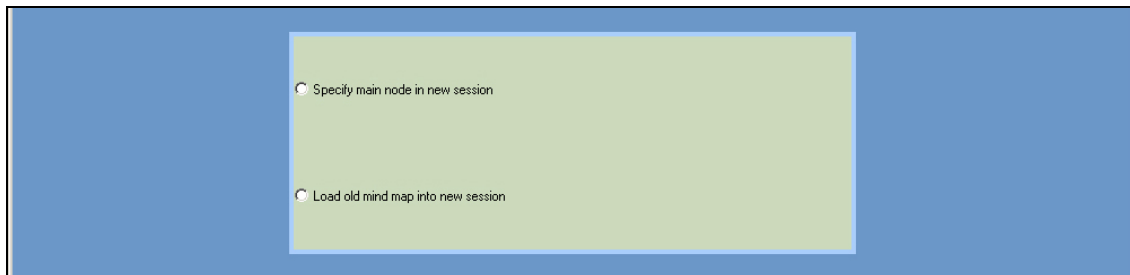 Specify main node in new session
Load old mind map into new session